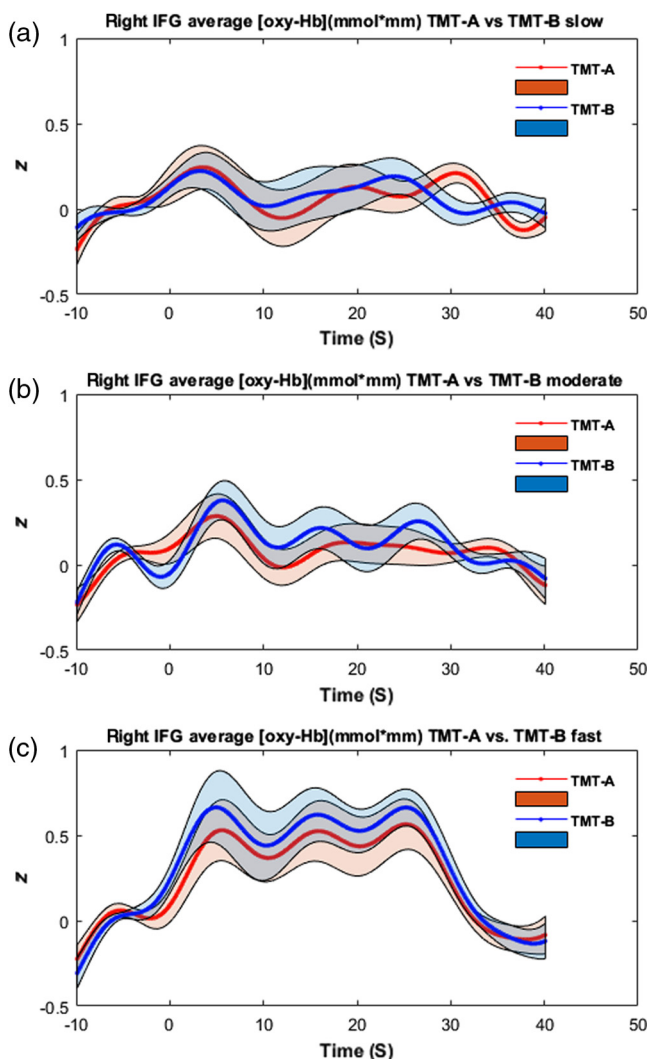 (a)
Right IFG average [oxy-Hb](mmol*mm) TMT-A vs TMT-B slow
1
0.5
0
-0.5
z
TMT-A
TMT-B
-10 0 10 20 30 40 50
Time (S)
(b)
Right IFG average [oxy-Hb](mmol*mm) TMT-A vs TMT-B moderate
1
0.5
0
-0.5
z
TMT-A
TMT-B
-10 0 10 20 30 40 50
Time (S)
(c)
Right IFG average [oxy-Hb](mmol*mm) TMT-A vs. TMT-B fast
1
0.5
0
-0.5
z
TMT-A
TMT-B
-10 0 10 20 30 40 50
Time (S)